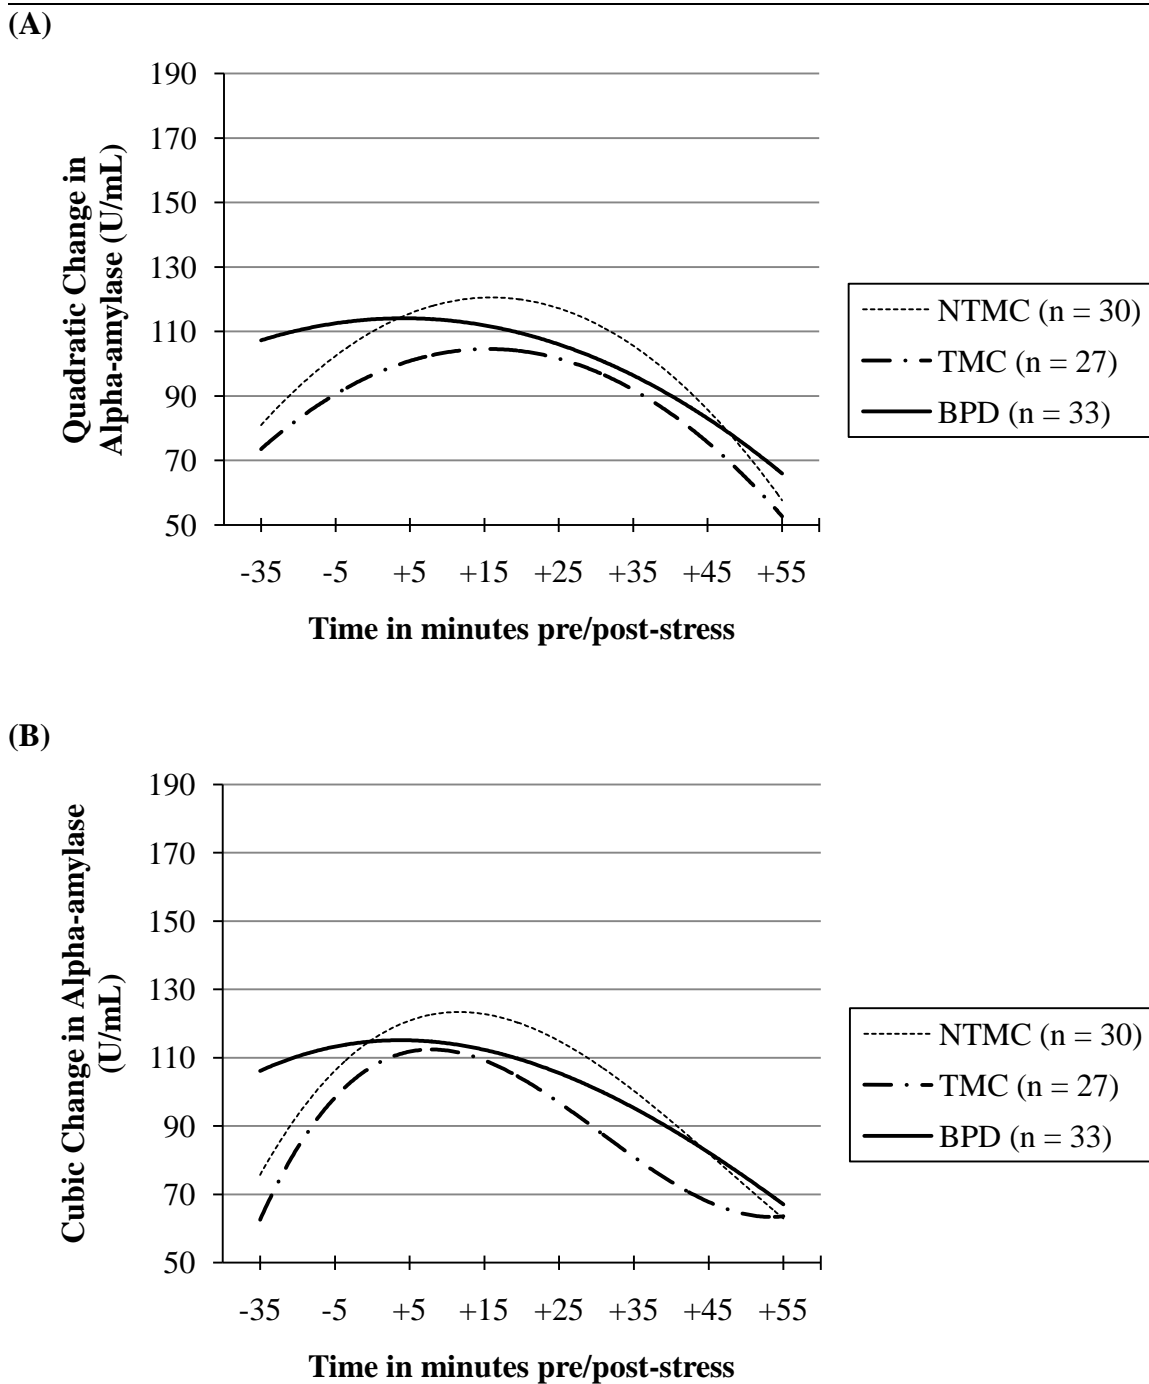 (A)
190
170
150
130
110
90
70
50
Quadratic Change in
Alpha-amylase (U/mL)
-35 -5 +5 +15 +25 +35 +45 +55
Time in minutes pre/post-stress
NTMC (n = 30)
TMC (n = 27)
BPD (n = 33)
(B)
190
170
150
130
110
90
70
50
Cubic Change in Alpha-amylase
(U/mL)
-35 -5 +5 +15 +25 +35 +45 +55
Time in minutes pre/post-stress
NTMC (n = 30)
TMC (n = 27)
BPD (n = 33)